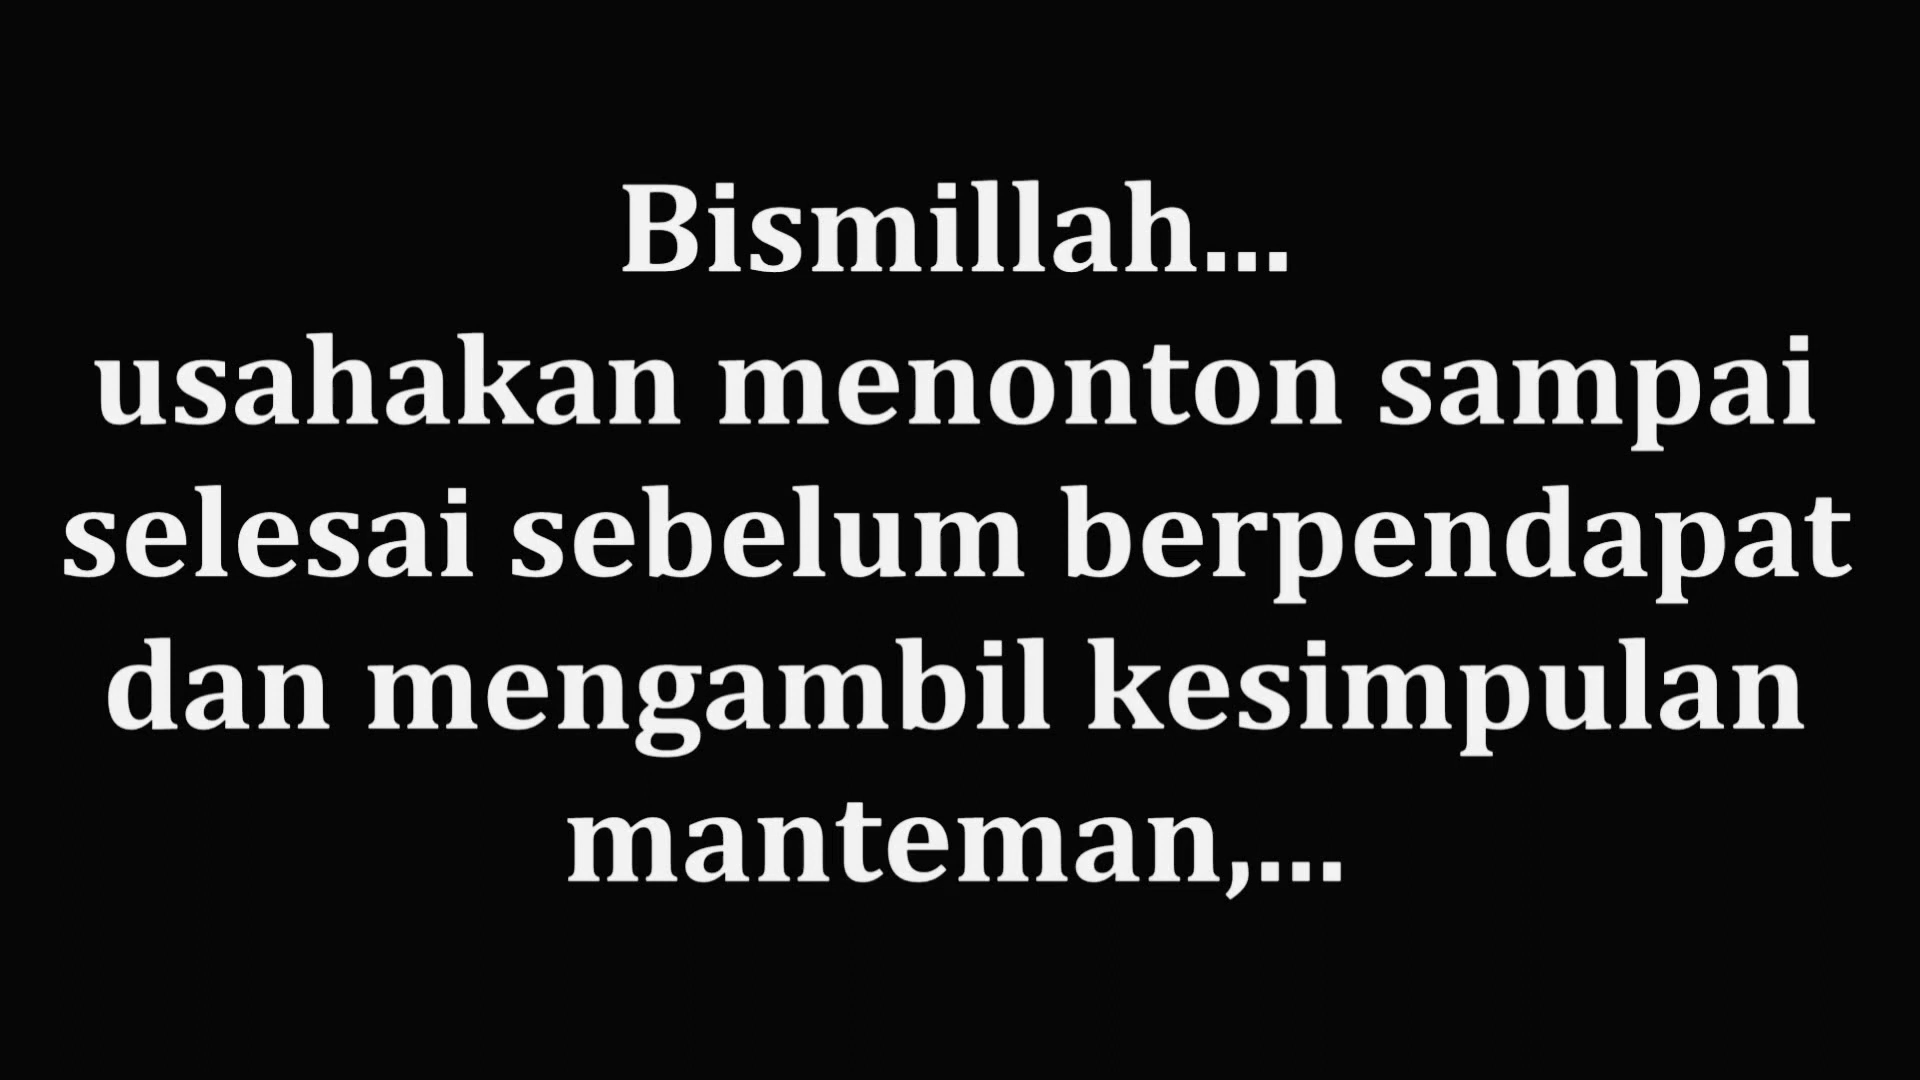 Bismillah...
usahakan menonton sampai
selesai sebelum berpendapat
dan mengambil kesimpulan
manteman,...